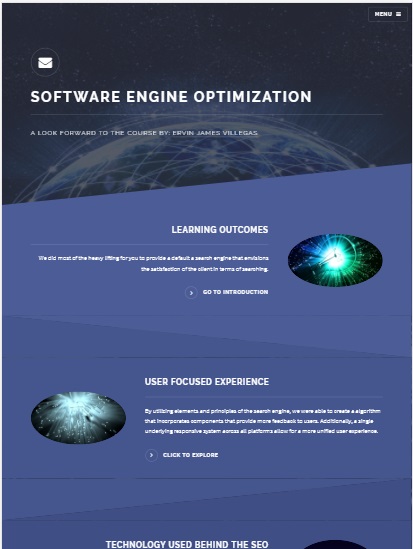 MENU
SOFTWARE ENGINE OPTIMIZATION
A LOOK FORWARD TO THE COURSE BY: ERVIN JAMES VILLEGAS
LEARNING OUTCOMES
We did most of the heavy lifting for you to provide a default a search engine that envisions
the satisfaction of the client in terms of searching.
GO TO INTRODUCTION
USER FOCUSED EXPERIENCE
By utilizing elements and principles of the search engine, we were able to create a algorithm
that incorporates components that provide more feedback to users. Additionally, a single
underlying responsive system across all platforms allow for a more unified user experience.
CLICK TO EXPLORE
TECHNOLOGY USED BEHIND THE SEO